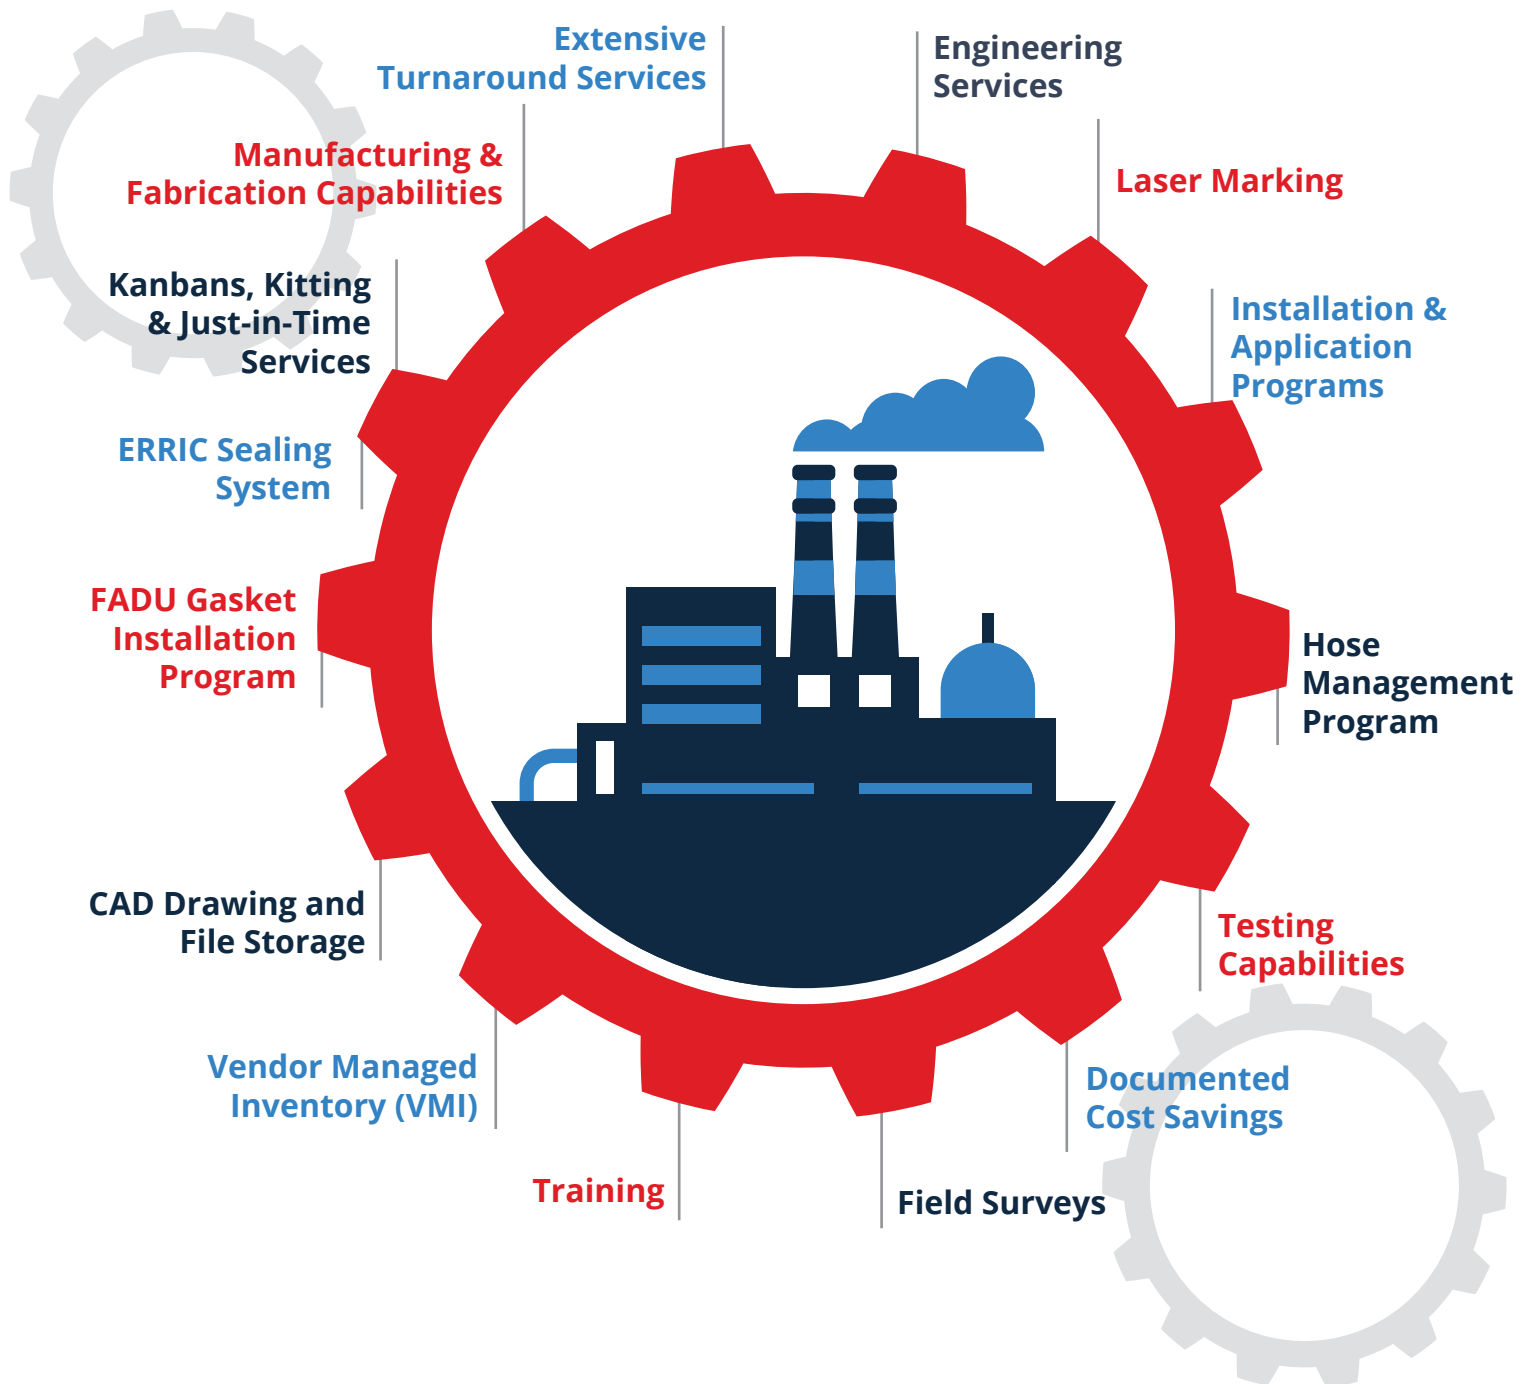 Extensive
Turnaround Services
Engineering
Services
Manufacturing &
Fabrication Capabilities
Laser Marking
Kanbans, Kitting
& Just-in-Time
Services
Installation &
Application
Programs
ERRIC Sealing
System
FADU Gasket
Installation
Program
Hose
Management
Program
CAD Drawing and
File Storage
Testing
Capabilities
Vendor Managed
Inventory (VMI)
Documented
Cost Savings
Training
Field Surveys